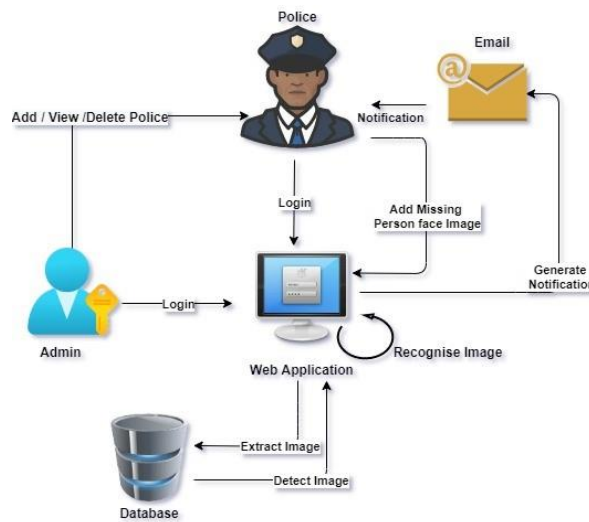 Police
Email
Add / View /Delete Police
Notification
Login
Add Missing
Person face Image
Generate
Notification
Login
Admin
Recognise Image
Web Application
Extract Image
Detect Image
Database